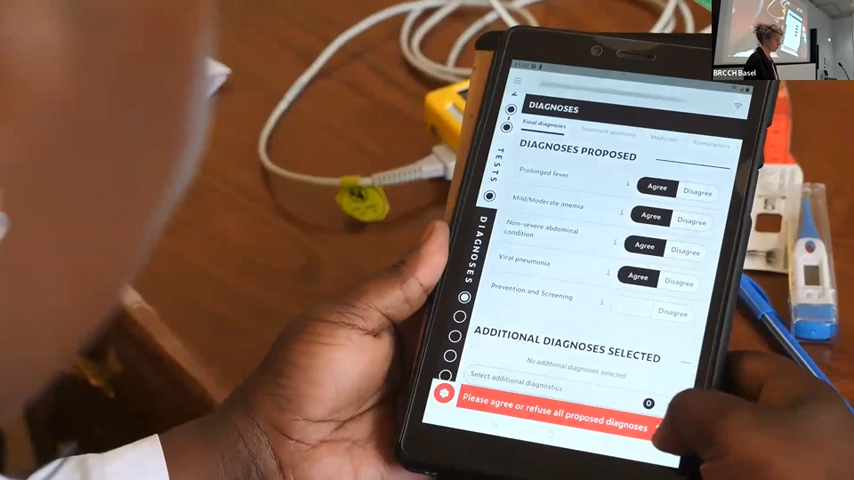 BRCCH Basel
DIAGNOSES
Final diagnoses Treatment questions Medicines Formulations
DIAGNOSES PROPOSED
Prolonged fever Agree Disagree
Mild/Moderate anemia Agree Disagree
Non-severe abdominal
condition Agree Disagree
Viral pneumonia Agree Disagree
Prevention and Screening Disagree
ADDITIONAL DIAGNOSES SELECTED
No additional diagnoses selected
Select additional diagnostics 0
Please agree or refuse all proposed diagnoses
TESTS
DIAGNOSES